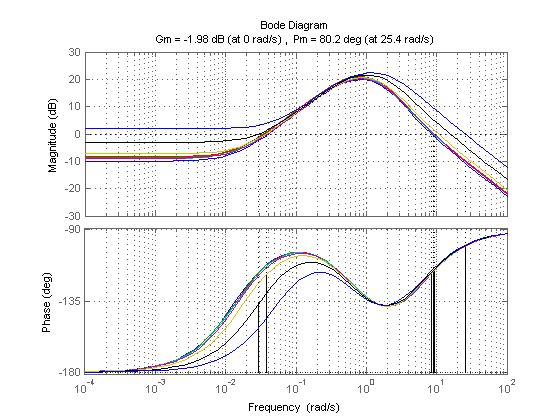 Bode Diagram
Gm = -1.98 dB (at 0 rad/s) , Pm = 80.2 deg (at 25.4 rad/s)
30
20
10
0
-10
-20
-30
Magnitude (dB)
-90
-135
-180
Phase (deg)
10^-4 10^-3 10^-2 10^-1 10^0 10^1 10^2
Frequency (rad/s)